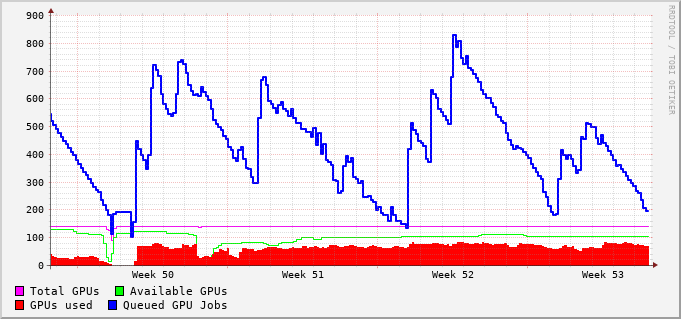 900
800
700
600
500
400
300
200
100
0
Week 50 Week 51 Week 52 Week 53
Total GPUs Available GPUs
GPUs used Queued GPU Jobs
RRDTOOL / TOBI OETIKER